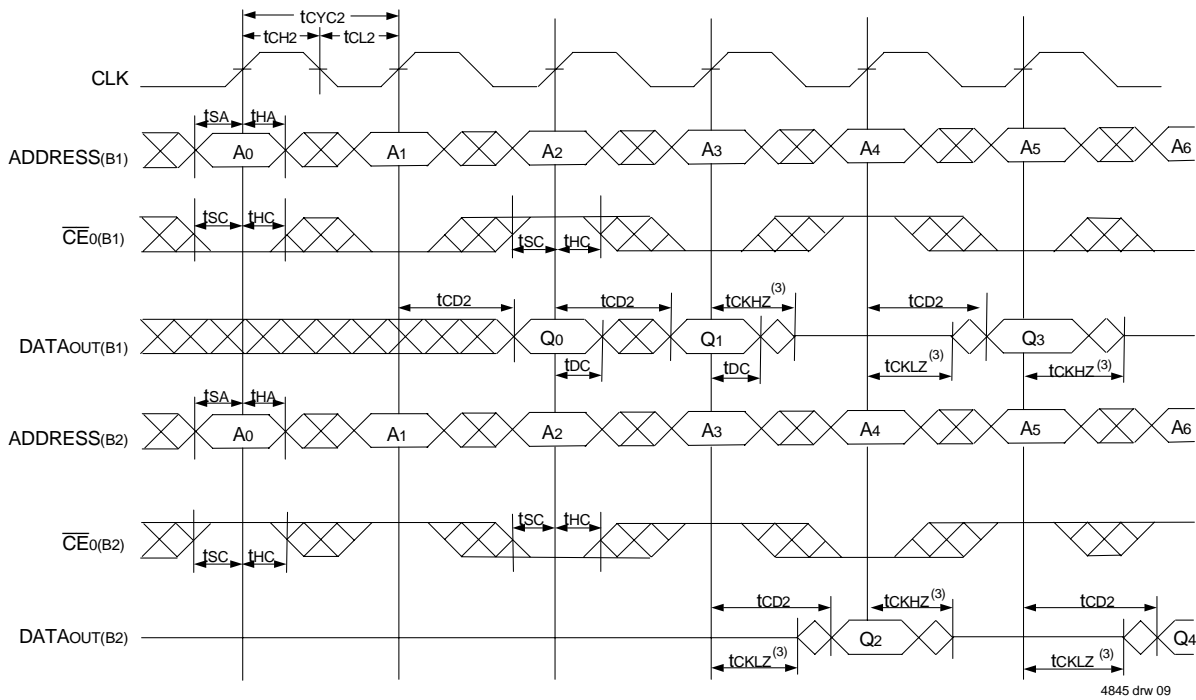 tCYC2
tCH2 tCL2
CLK
tSA tHA
ADDRESS(B1) A0 A1 A2 A3 A4 A5 A6
tSC tHC
CE0(B1)
tSC tHC
tCD2 tCD2 tCKHZ(3) tCD2
DATAOUT(B1) Q0 Q1 Q3
tDC tDC tCKLZ(3) tCKHZ(3)
tSA tHA
ADDRESS(B2) A0 A1 A2 A3 A4 A5 A6
tSC tHC
CE0(B2)
tSC tHC
tCD2 tCKHZ(3) tCD2
DATAOUT(B2) Q2 Q4
tCKLZ(3) tCKLZ(3)
4845 drw 09